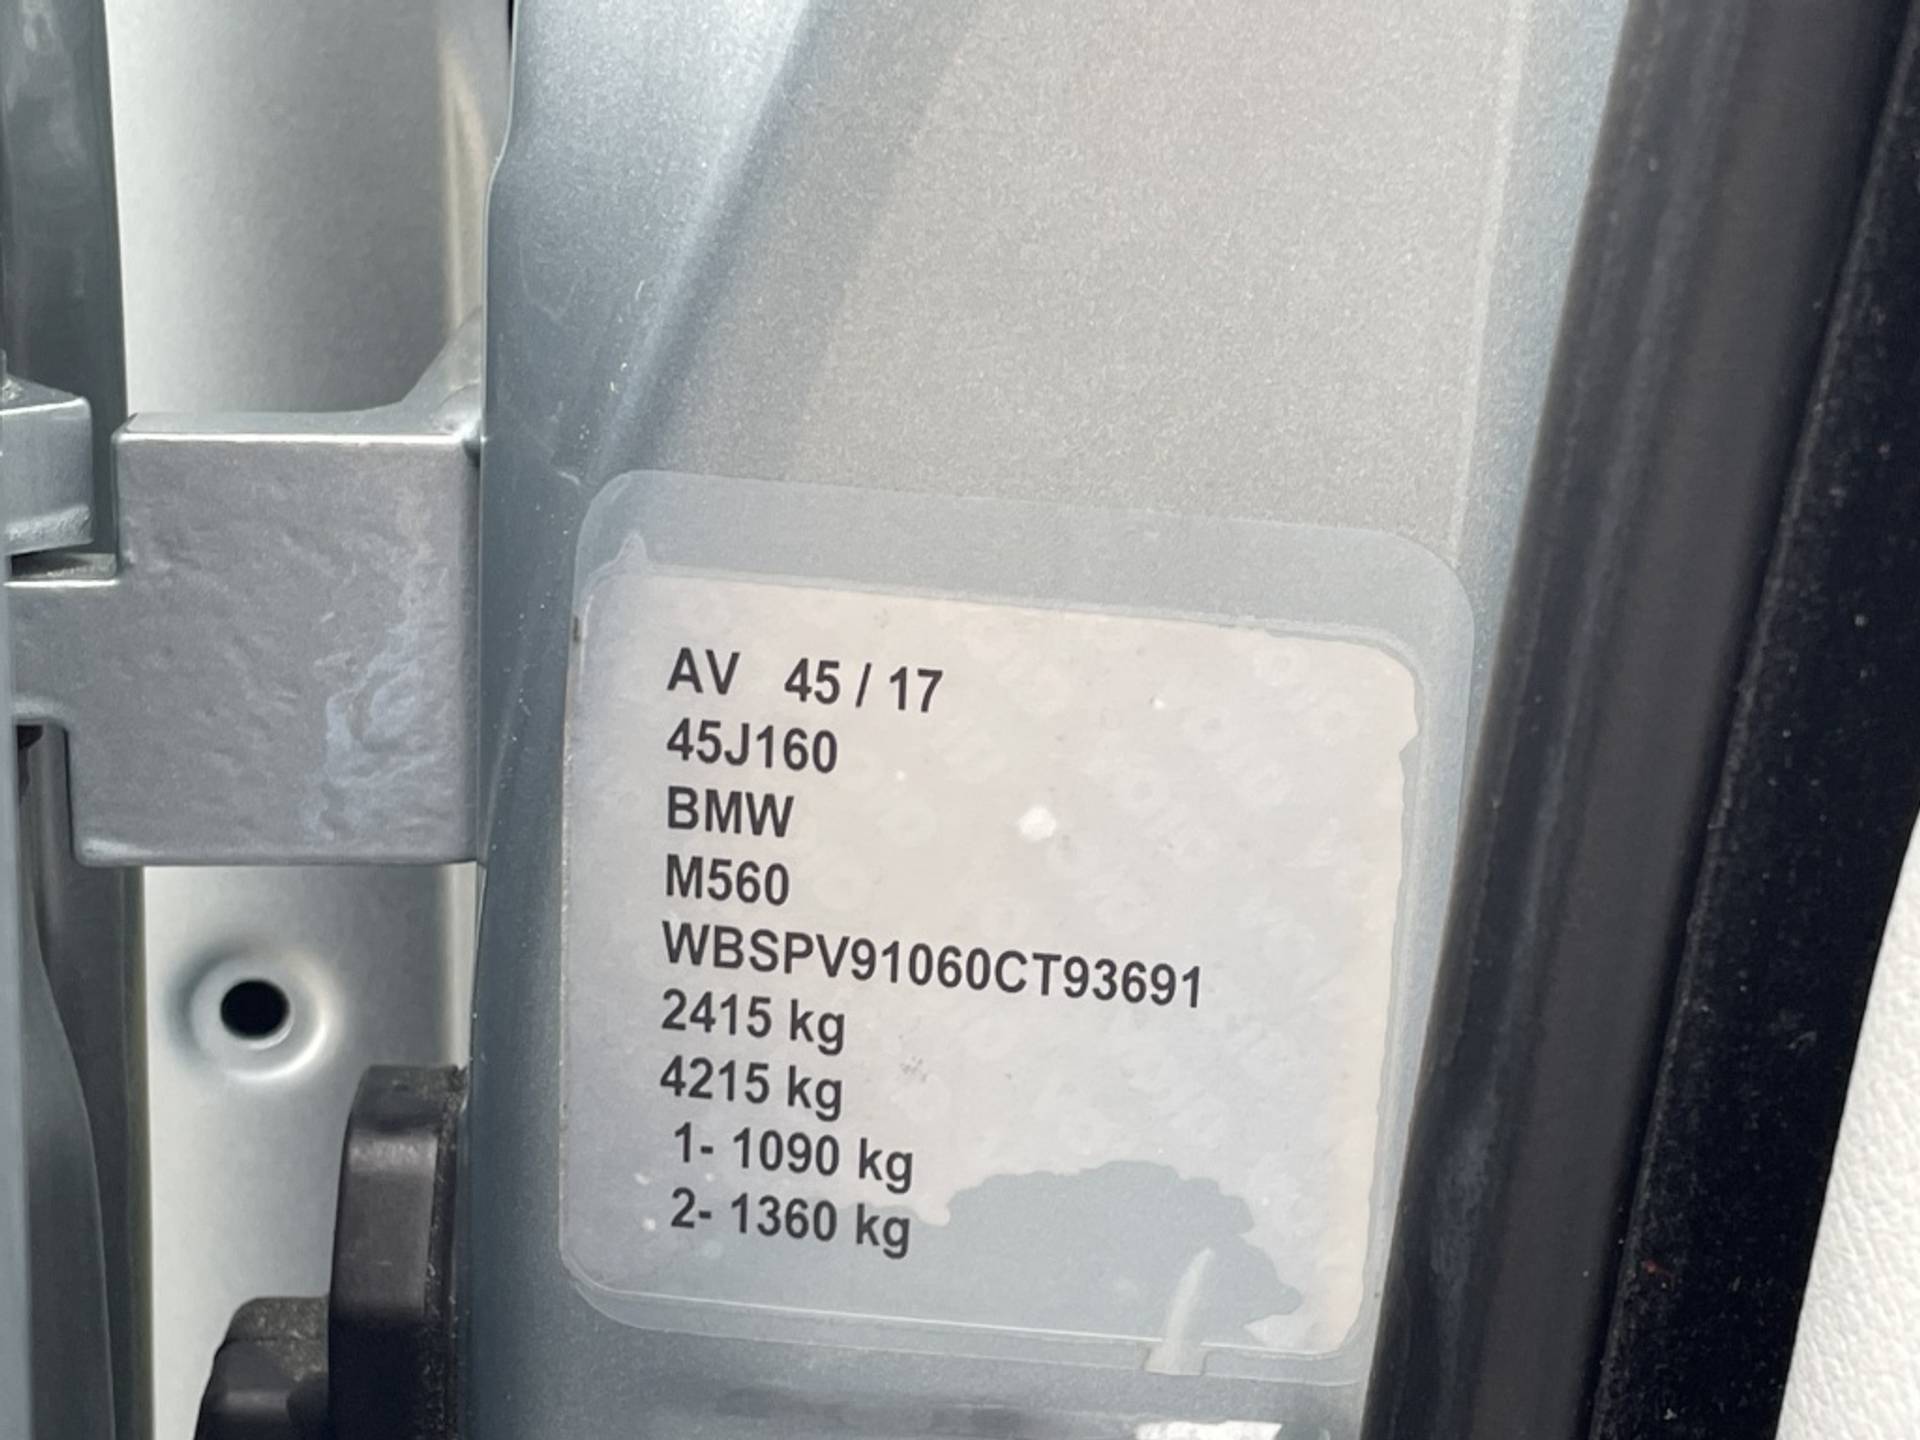 AV 45 / 17
45J160
BMW
M560
WBSPV91060CT93691
2415 kg
4215 kg
1- 1090 kg
2- 1360 kg